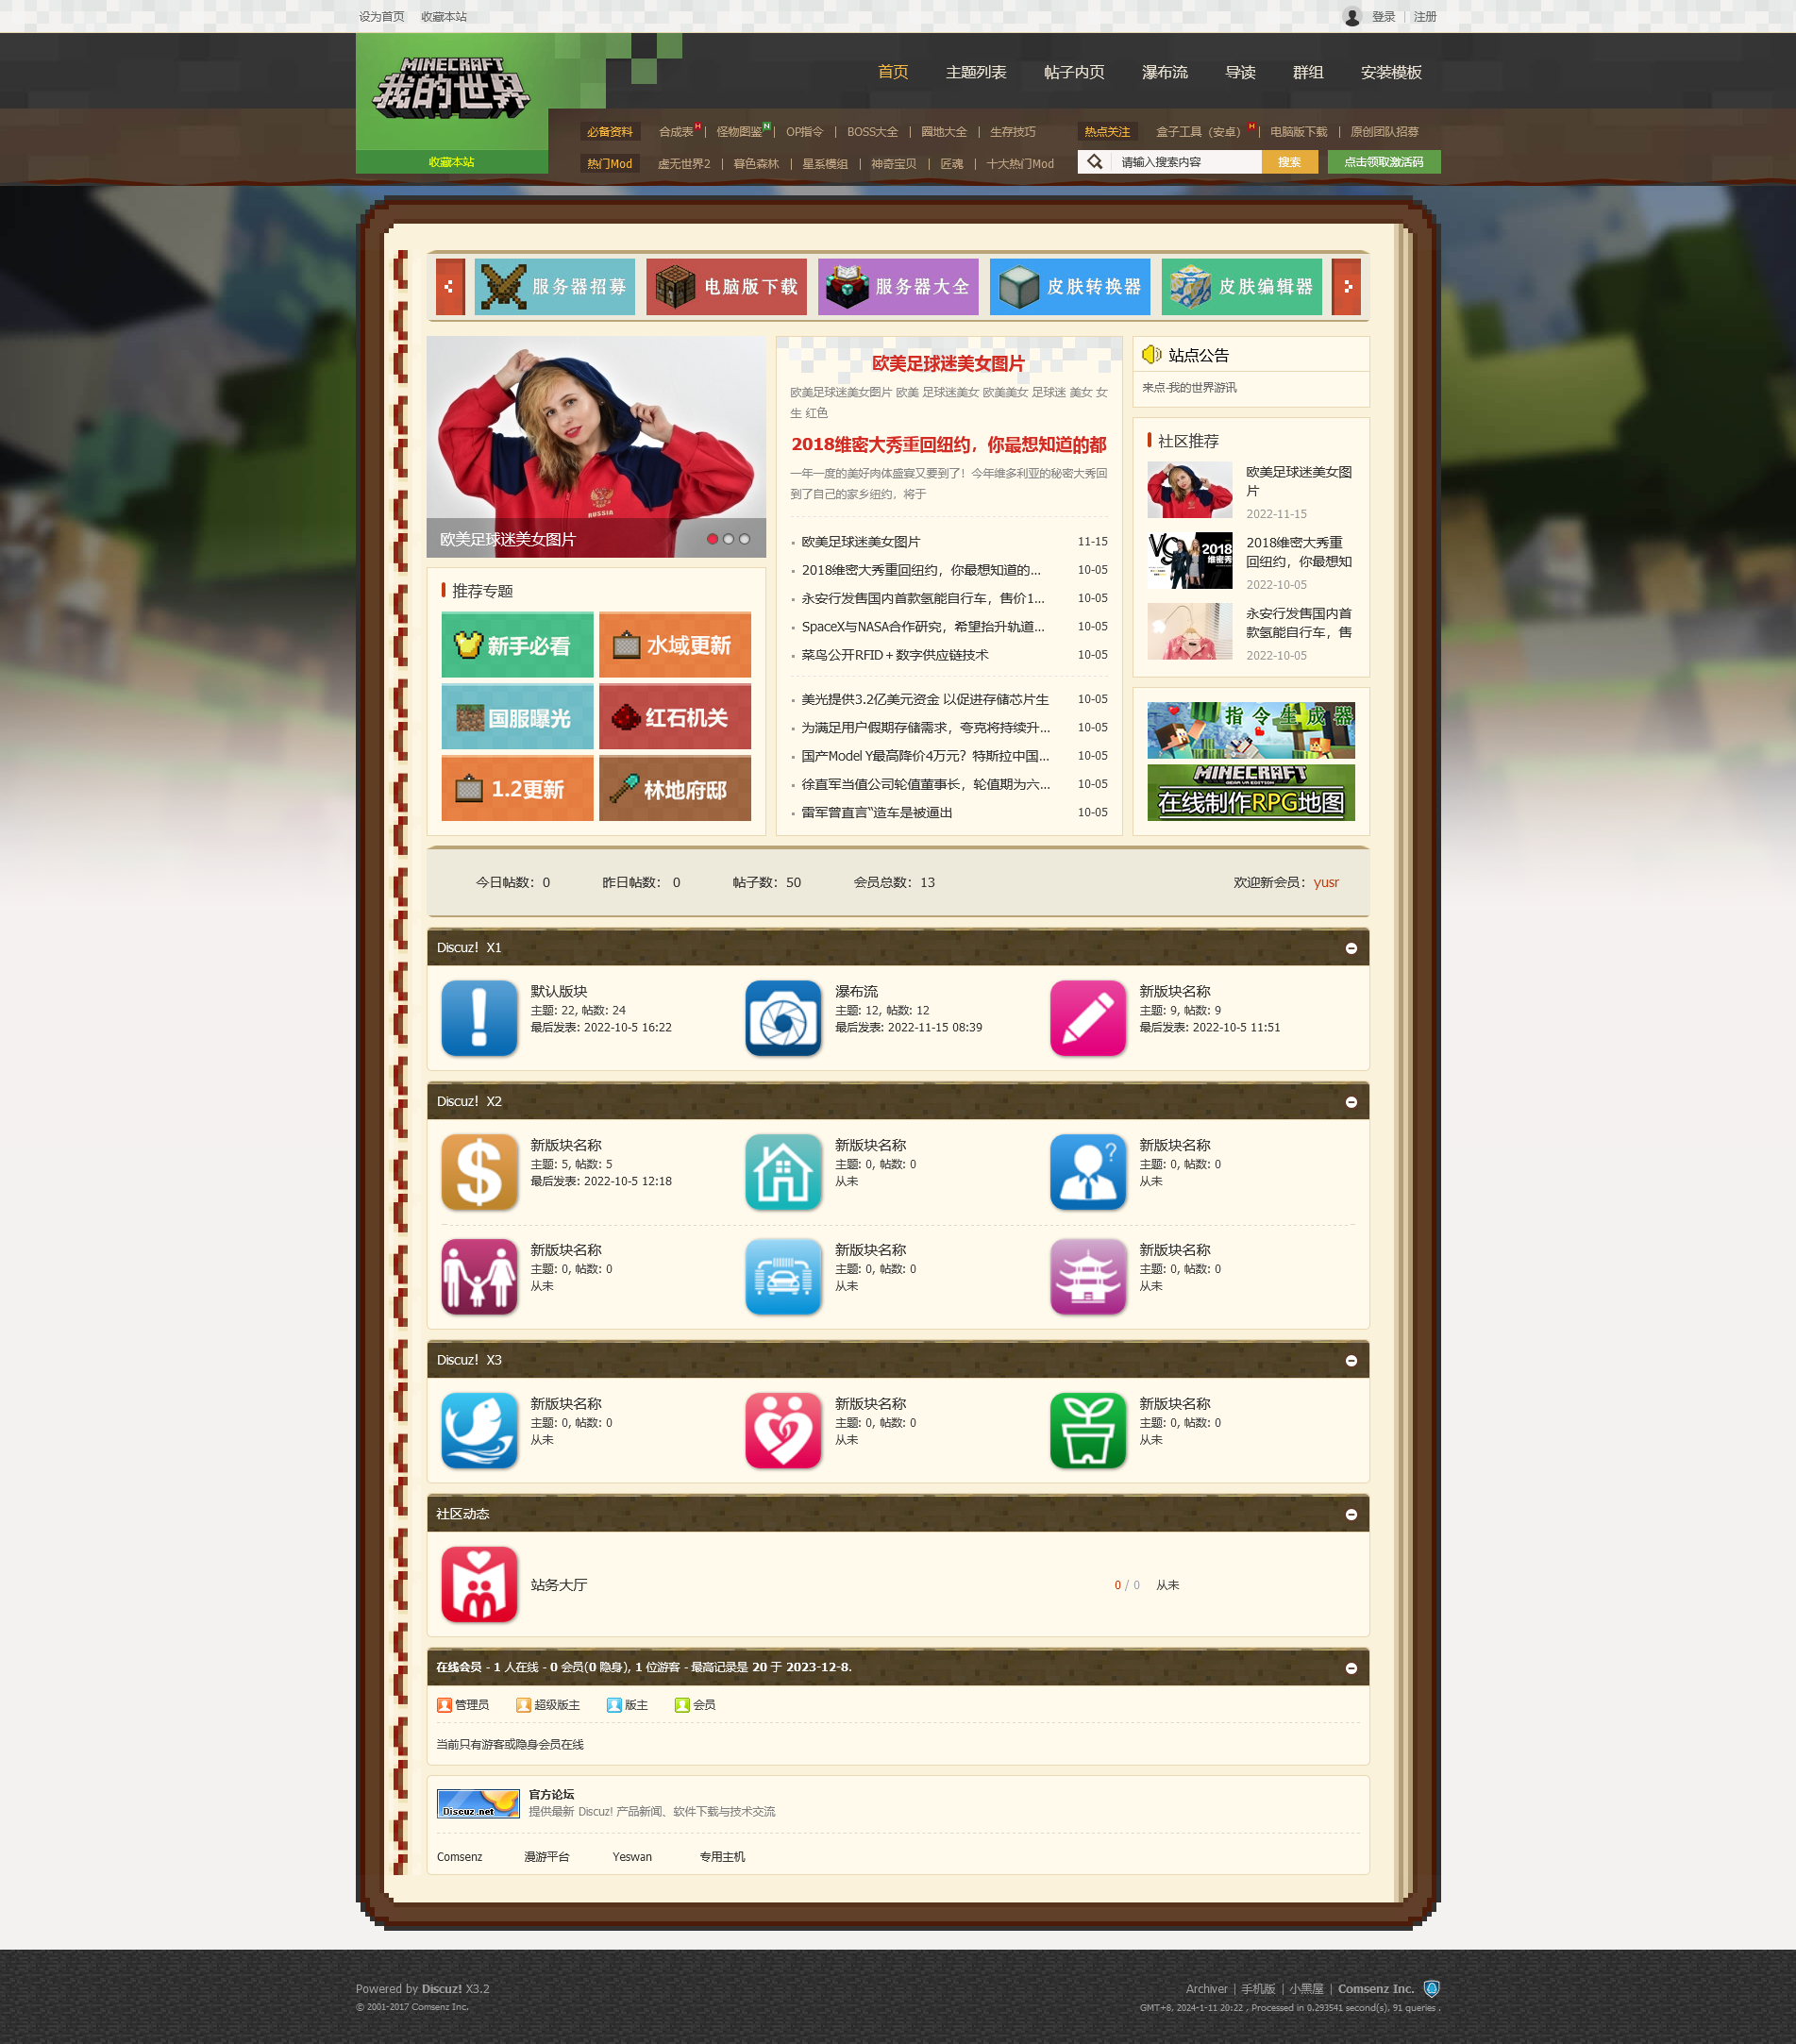 设为首页 收藏本站
登录 | 注册
MINECRAFT
我的世界
收藏本站
首页 主题列表 帖子内页 瀑布流 导读 群组 安装模板
必备资料 合成表 H | 怪物图鉴 N | OP指令 | BOSS大全 | 圈地大全 | 生存技巧
热点关注 盒子工具（安卓） H | 电脑版下载 | 原创团队招募
热门Mod 虚无世界2 | 暮色森林 | 星系模组 | 神奇宝贝 | 匠魂 | 十大热门Mod
请输入搜索内容 搜索 点击领取激活码
服务器招募 电脑版下载 服务器大全 皮肤转换器 皮肤编辑器
RUSSIA
欧美足球迷美女图片
推荐专题
新手必看 水域更新
国服曝光 红石机关
1.2更新 林地府邸
欧美足球迷美女图片
欧美足球迷美女图片 欧美 足球迷美女 欧美美女 足球迷 美女 女
生 红色
2018维密大秀重回纽约，你最想知道的都
一年一度的美好肉体盛宴又要到了！今年维多利亚的秘密大秀回
到了自己的家乡纽约，将于
欧美足球迷美女图片 11-15
2018维密大秀重回纽约，你最想知道的... 10-05
永安行发售国内首款氢能自行车，售价1... 10-05
SpaceX与NASA合作研究，希望抬升轨道... 10-05
菜鸟公开RFID＋数字供应链技术 10-05
美光提供3.2亿美元资金 以促进存储芯片生 10-05
为满足用户假期存储需求，夸克将持续升... 10-05
国产Model Y最高降价4万元？特斯拉中国... 10-05
徐直军当值公司轮值董事长，轮值期为六... 10-05
雷军曾直言“造车是被逼出 10-05
站点公告
来点-我的世界游讯
社区推荐
欧美足球迷美女图
片
2022-11-15
VS 2018
维密秀
2018维密大秀重
回纽约，你最想知
2022-10-05
永安行发售国内首
款氢能自行车，售
2022-10-05
指令生成器
MINECRAFT
在线制作RPG地图
今日帖数：0 昨日帖数： 0 帖子数：50 会员总数：13 欢迎新会员：yusr
Discuz！X1
默认版块
主题: 22, 帖数: 24
最后发表: 2022-10-5 16:22
瀑布流
主题: 12, 帖数: 12
最后发表: 2022-11-15 08:39
新版块名称
主题: 9, 帖数: 9
最后发表: 2022-10-5 11:51
Discuz！X2
新版块名称
主题: 5, 帖数: 5
最后发表: 2022-10-5 12:18
新版块名称
主题: 0, 帖数: 0
从未
新版块名称
主题: 0, 帖数: 0
从未
新版块名称
主题: 0, 帖数: 0
从未
新版块名称
主题: 0, 帖数: 0
从未
新版块名称
主题: 0, 帖数: 0
从未
Discuz！X3
新版块名称
主题: 0, 帖数: 0
从未
新版块名称
主题: 0, 帖数: 0
从未
新版块名称
主题: 0, 帖数: 0
从未
社区动态
站务大厅 0 / 0 从未
在线会员 - 1 人在线 - 0 会员(0 隐身), 1 位游客 - 最高记录是 20 于 2023-12-8.
管理员 超级版主 版主 会员
当前只有游客或隐身会员在线
Discuz.net
官方论坛
提供最新 Discuz! 产品新闻、软件下载与技术交流
Comsenz 漫游平台 Yeswan 专用主机
Powered by Discuz! X3.2
© 2001-2017 Comsenz Inc.
Archiver | 手机版 | 小黑屋 | Comsenz Inc.
GMT+8, 2024-1-11 20:22 , Processed in 0.293541 second(s), 91 queries .